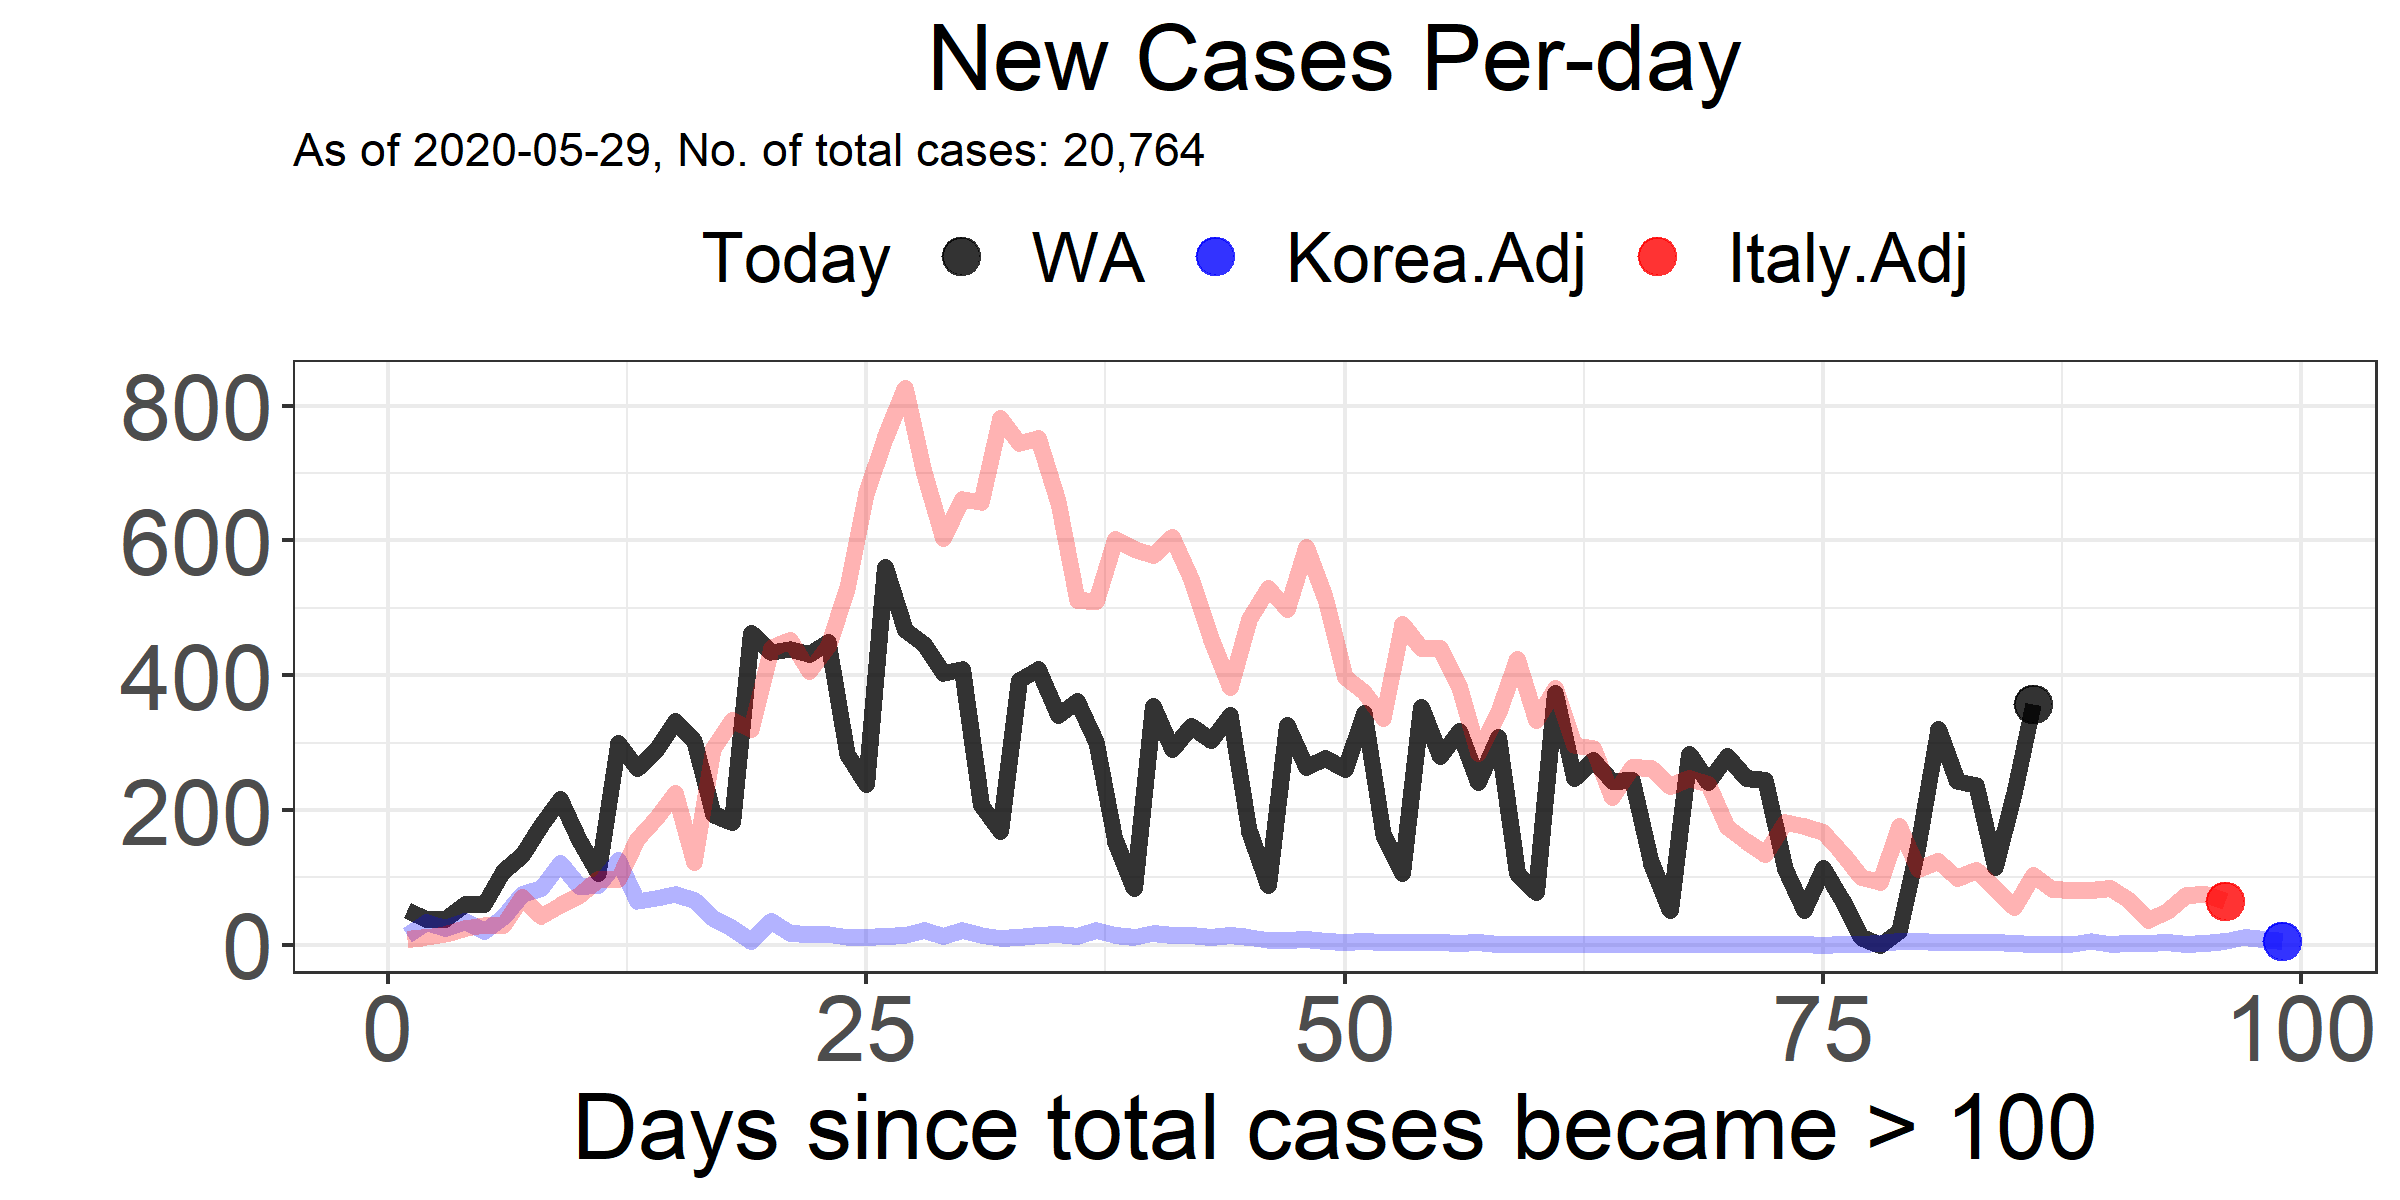 New Cases Per-day
As of 2020-05-29, No. of total cases: 20,764
Today WA Korea.Adj Italy.Adj
800
600
400
200
0
0 25 50 75 100
Days since total cases became > 100